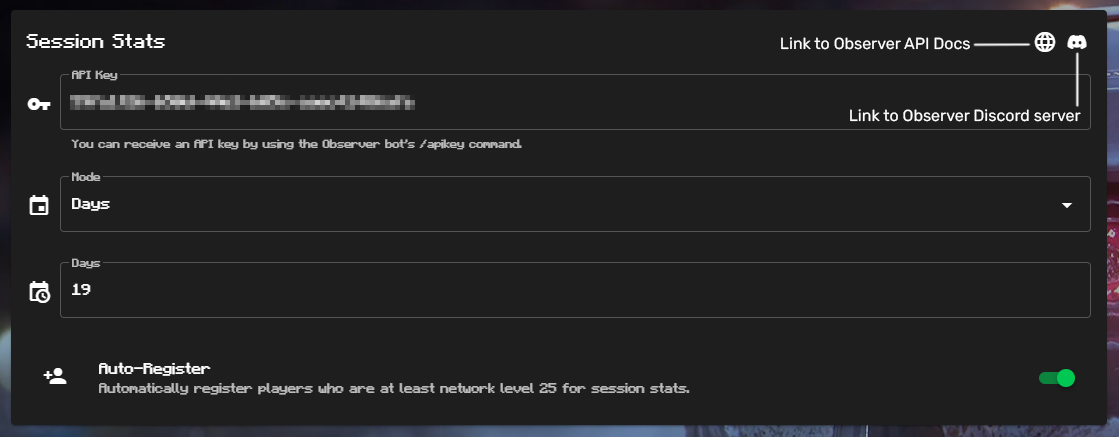 Session Stats
Link to Observer API Docs
API Key
Link to Observer Discord server
You can receive an API key by using the Observer bot's /apikey command.
Mode
Days
Days
19
Auto-Register
Automatically register players who are at least network level 25 for session stats.